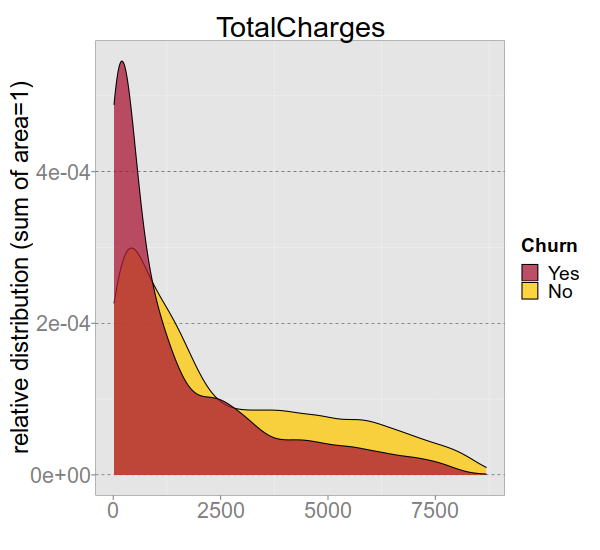 TotalCharges
relative distribution (sum of area=1)
4e-04
2e-04
0e+00
0 2500 5000 7500
Churn
Yes
No